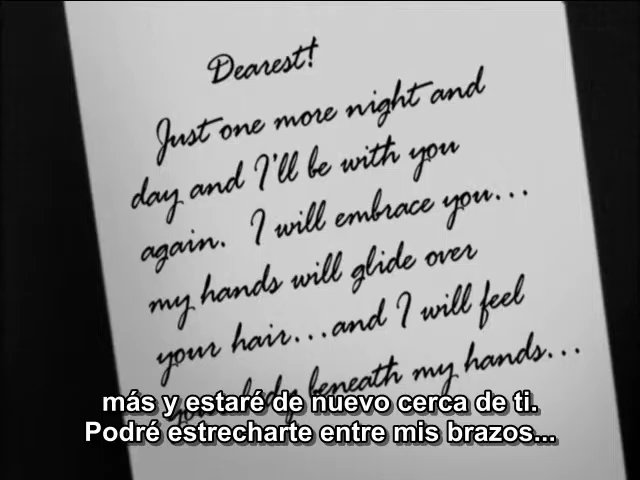 Dearest!
Just one more night and
day and I'll be with you
again. I will embrace you...
my hands will glide over
your hair...and I will feel
beneath my hands...
más y estaré de nuevo cerca de ti.
Podré estrecharte entre mis brazos...